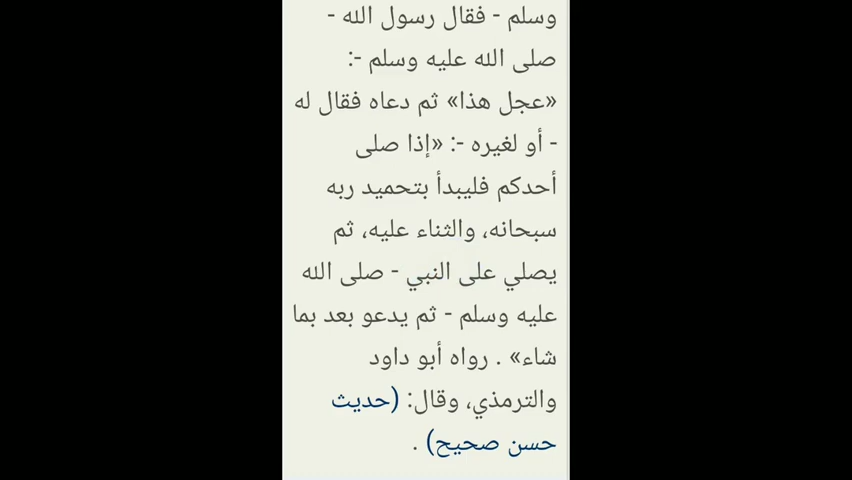 وسلم - فقال رسول الله -
صلى الله عليه وسلم -:
«عجل هذا» ثم دعاه فقال له
- أو لغيره -: «إذا صلى
أحدكم فليبدأ بتحميد ربه
سبحانه، والثناء عليه، ثم
يصلي على النبي - صلى الله
عليه وسلم - ثم يدعو بعد بما
شاء» . رواه أبو داود
والترمذي، وقال: (حديث
حسن صحيح) .